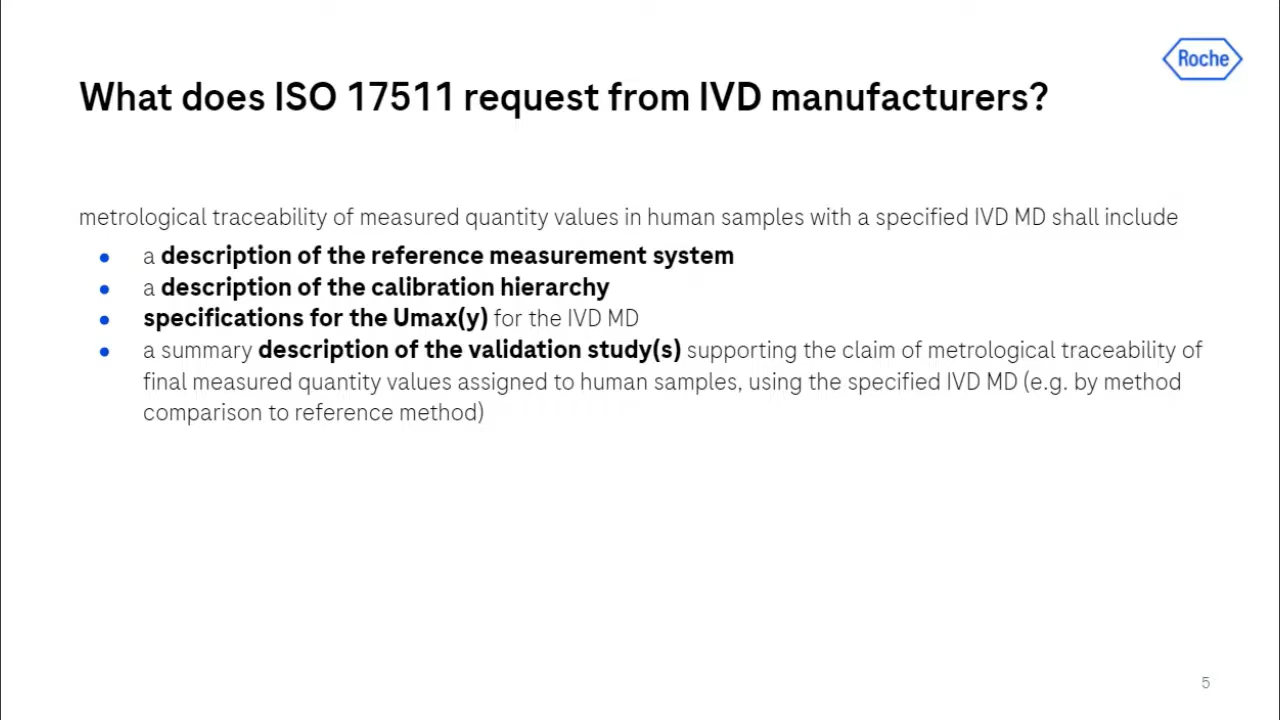 Roche
What does ISO 17511 request from IVD manufacturers?
metrological traceability of measured quantity values in human samples with a specified IVD MD shall include
● a description of the reference measurement system
● a description of the calibration hierarchy
● specifications for the Umax(y) for the IVD MD
● a summary description of the validation study(s) supporting the claim of metrological traceability of
final measured quantity values assigned to human samples, using the specified IVD MD (e.g. by method
comparison to reference method)
5